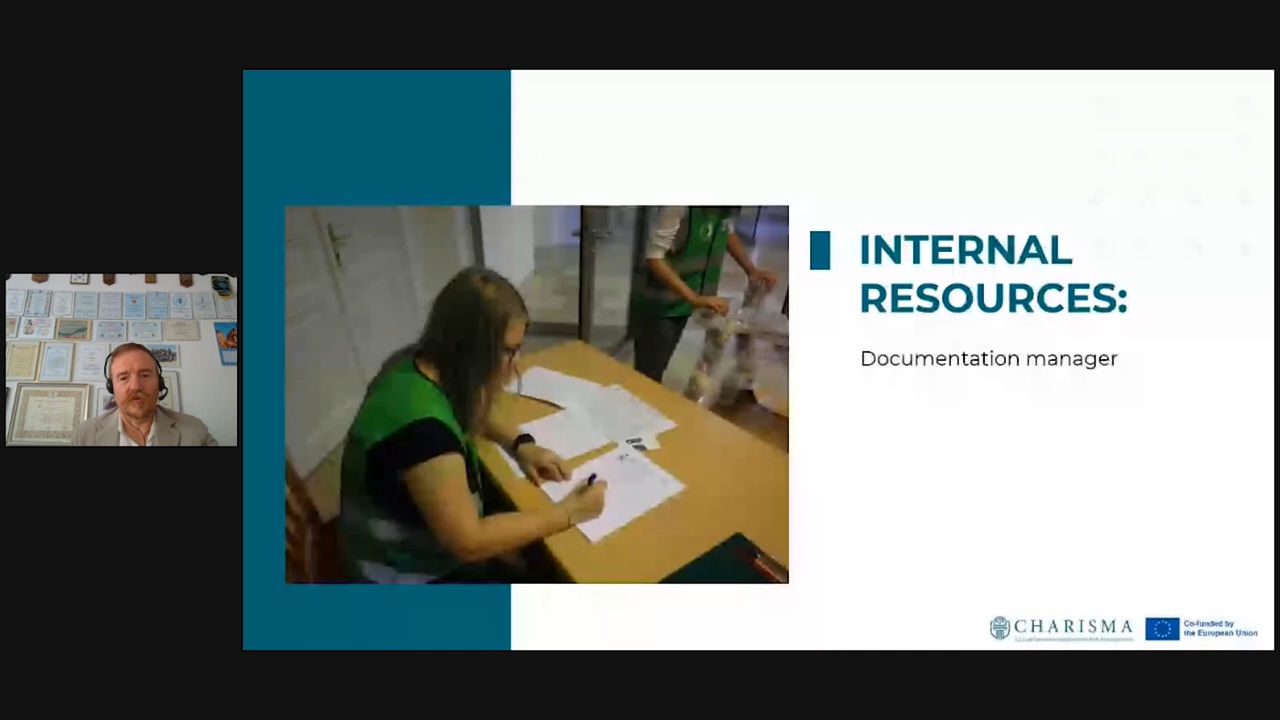 INTERNAL
RESOURCES:
Documentation manager
CHARISMA
Co-funded by
the European Union